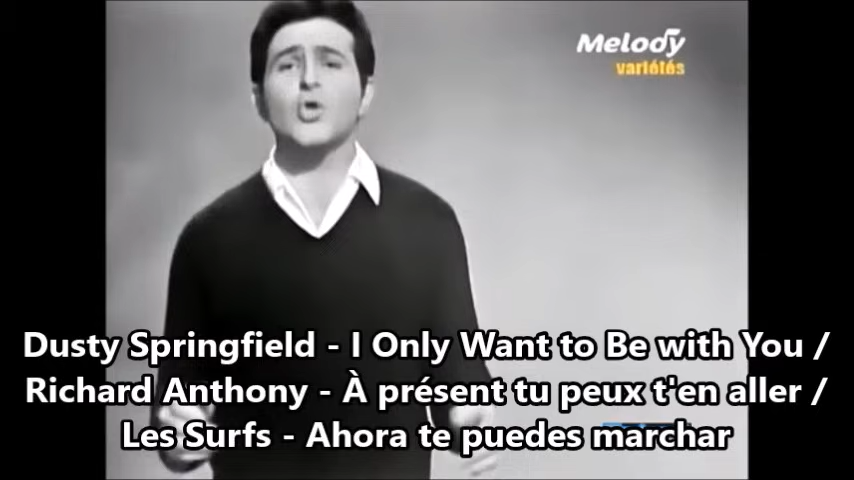 Melody
variétés
Dusty Springfield - I Only Want to Be with You /
Richard Anthony - À présent tu peux t'en aller /
Les Surfs - Ahora te puedes marchar